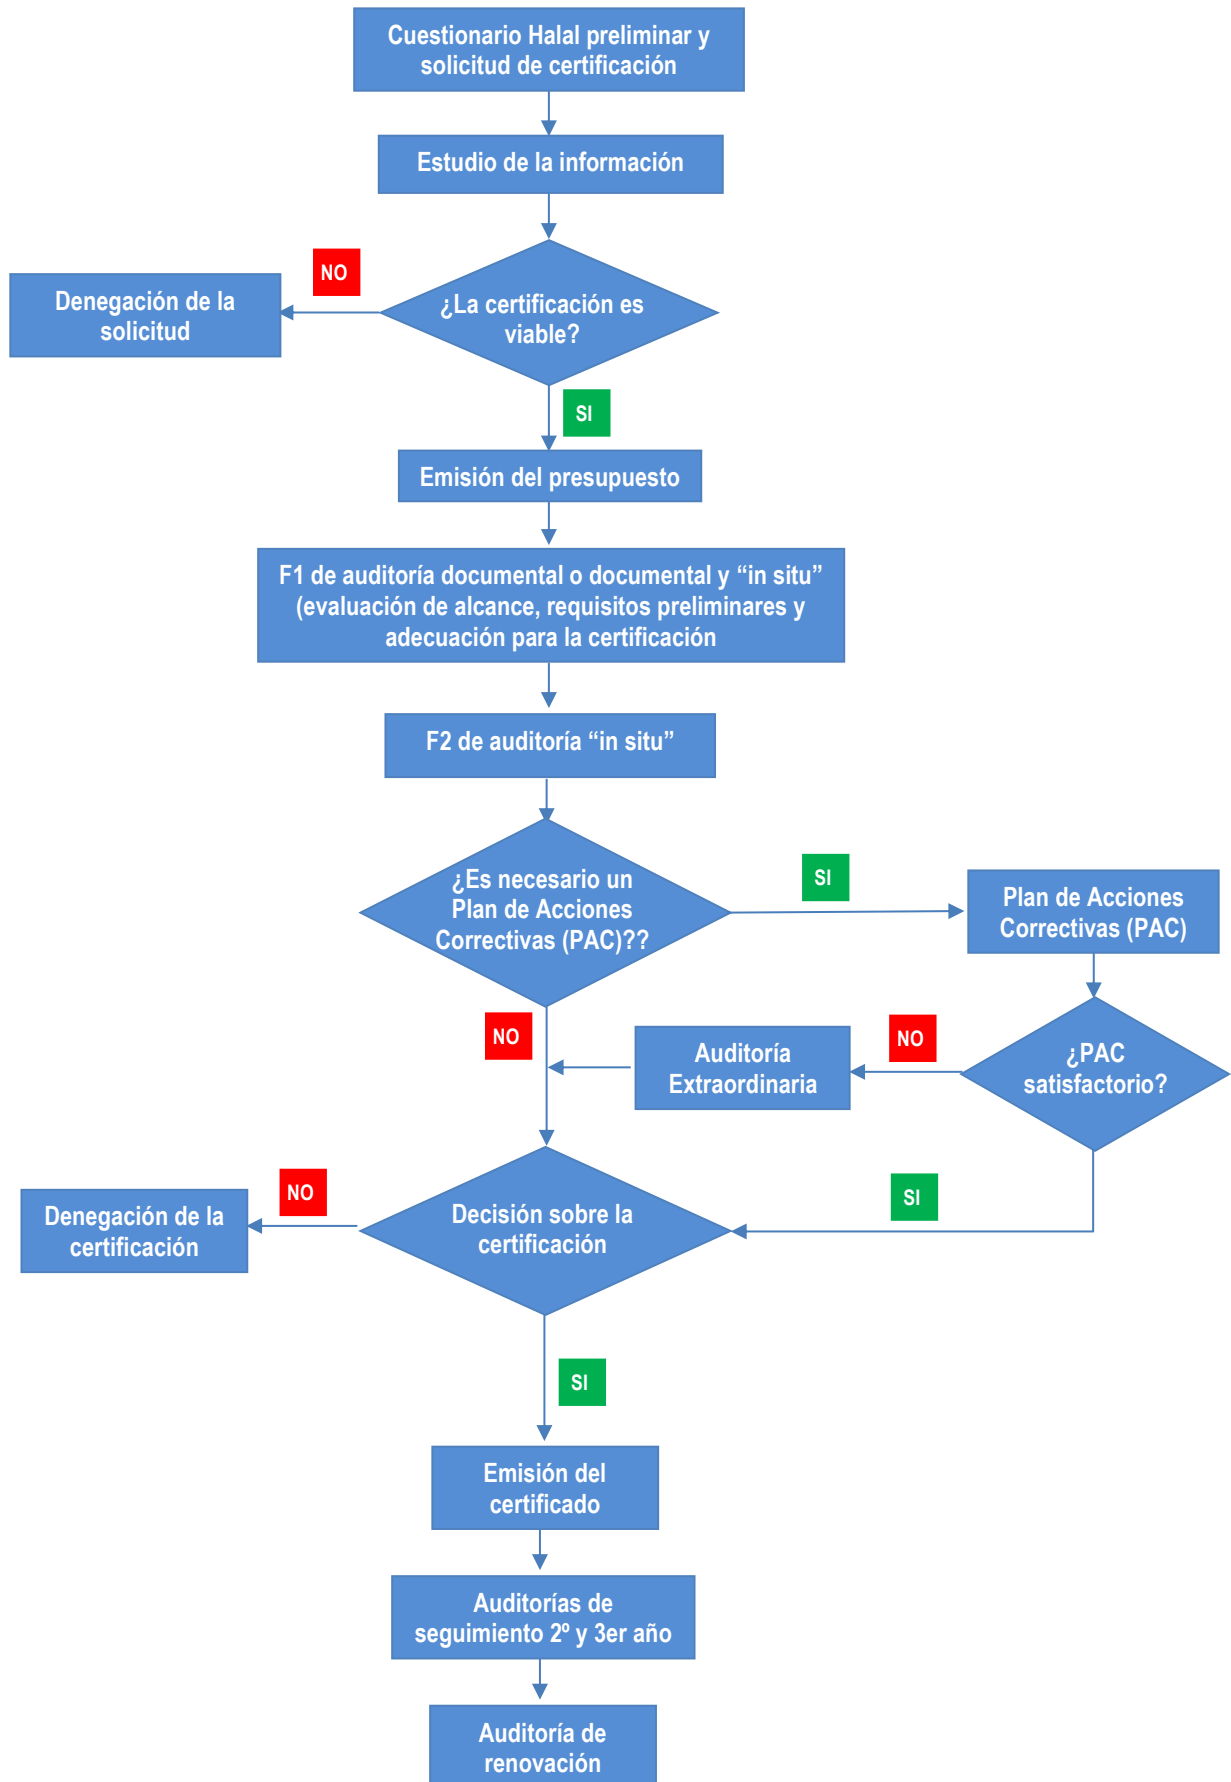 Cuestionario Halal preliminar y
solicitud de certificación
Estudio de la información
NO
Denegación de la
solicitud
¿La certificación es
viable?
SI
Emisión del presupuesto
F1 de auditoría documental o documental y “in situ”
(evaluación de alcance, requisitos preliminares y
adecuación para la certificación
F2 de auditoría “in situ”
¿Es necesario un
Plan de Acciones
Correctivas (PAC)??
SI
Plan de Acciones
Correctivas (PAC)
NO
Auditoría
Extraordinaria
NO
¿PAC
satisfactorio?
NO
Denegación de la
certificación
Decisión sobre la
certificación
SI
SI
Emisión del
certificado
Auditorías de
seguimiento 2º y 3er año
Auditoría de
renovación